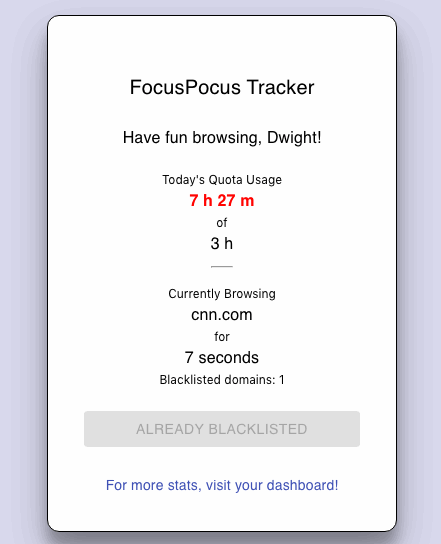 FocusPocus Tracker
Have fun browsing, Dwight!
Today's Quota Usage
7 h 27 m
of
3 h
Currently Browsing
cnn.com
for
7 seconds
Blacklisted domains: 1
ALREADY BLACKLISTED
For more stats, visit your dashboard!